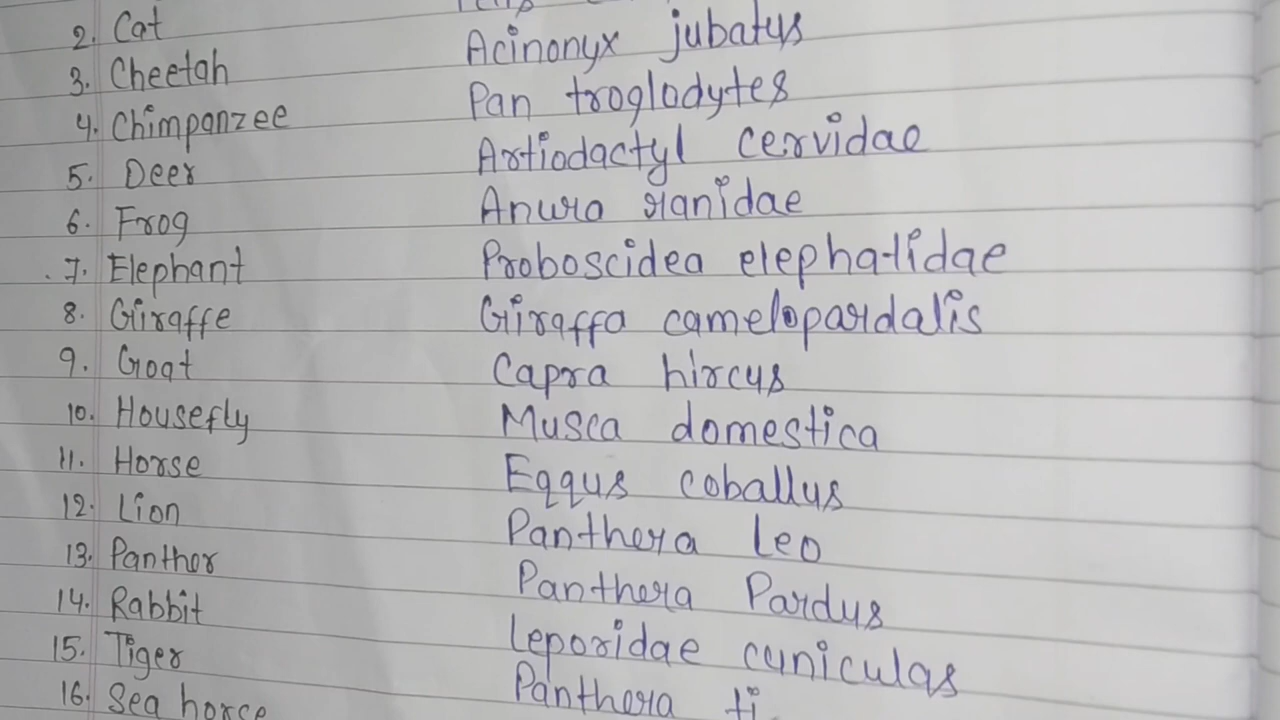 2. Cat
3. Cheetah Acinonyx jubatus
4. Chimpanzee Pan troglodytes
5. Deer Artiodactyl cervidae
6. Frog Anura ranidae
7. Elephant Proboscidea elephatidae
8. Giraffe Giraffa camelopardalis
9. Goat Capra hircus
10. Housefly Musca domestica
11. Horse Eqqus coballus
12. Lion Panthera Leo
13. Panther Panthera Pardus
14. Rabbit Leporidae cuniculas
15. Tiger Panthera ti
16. Sea horse